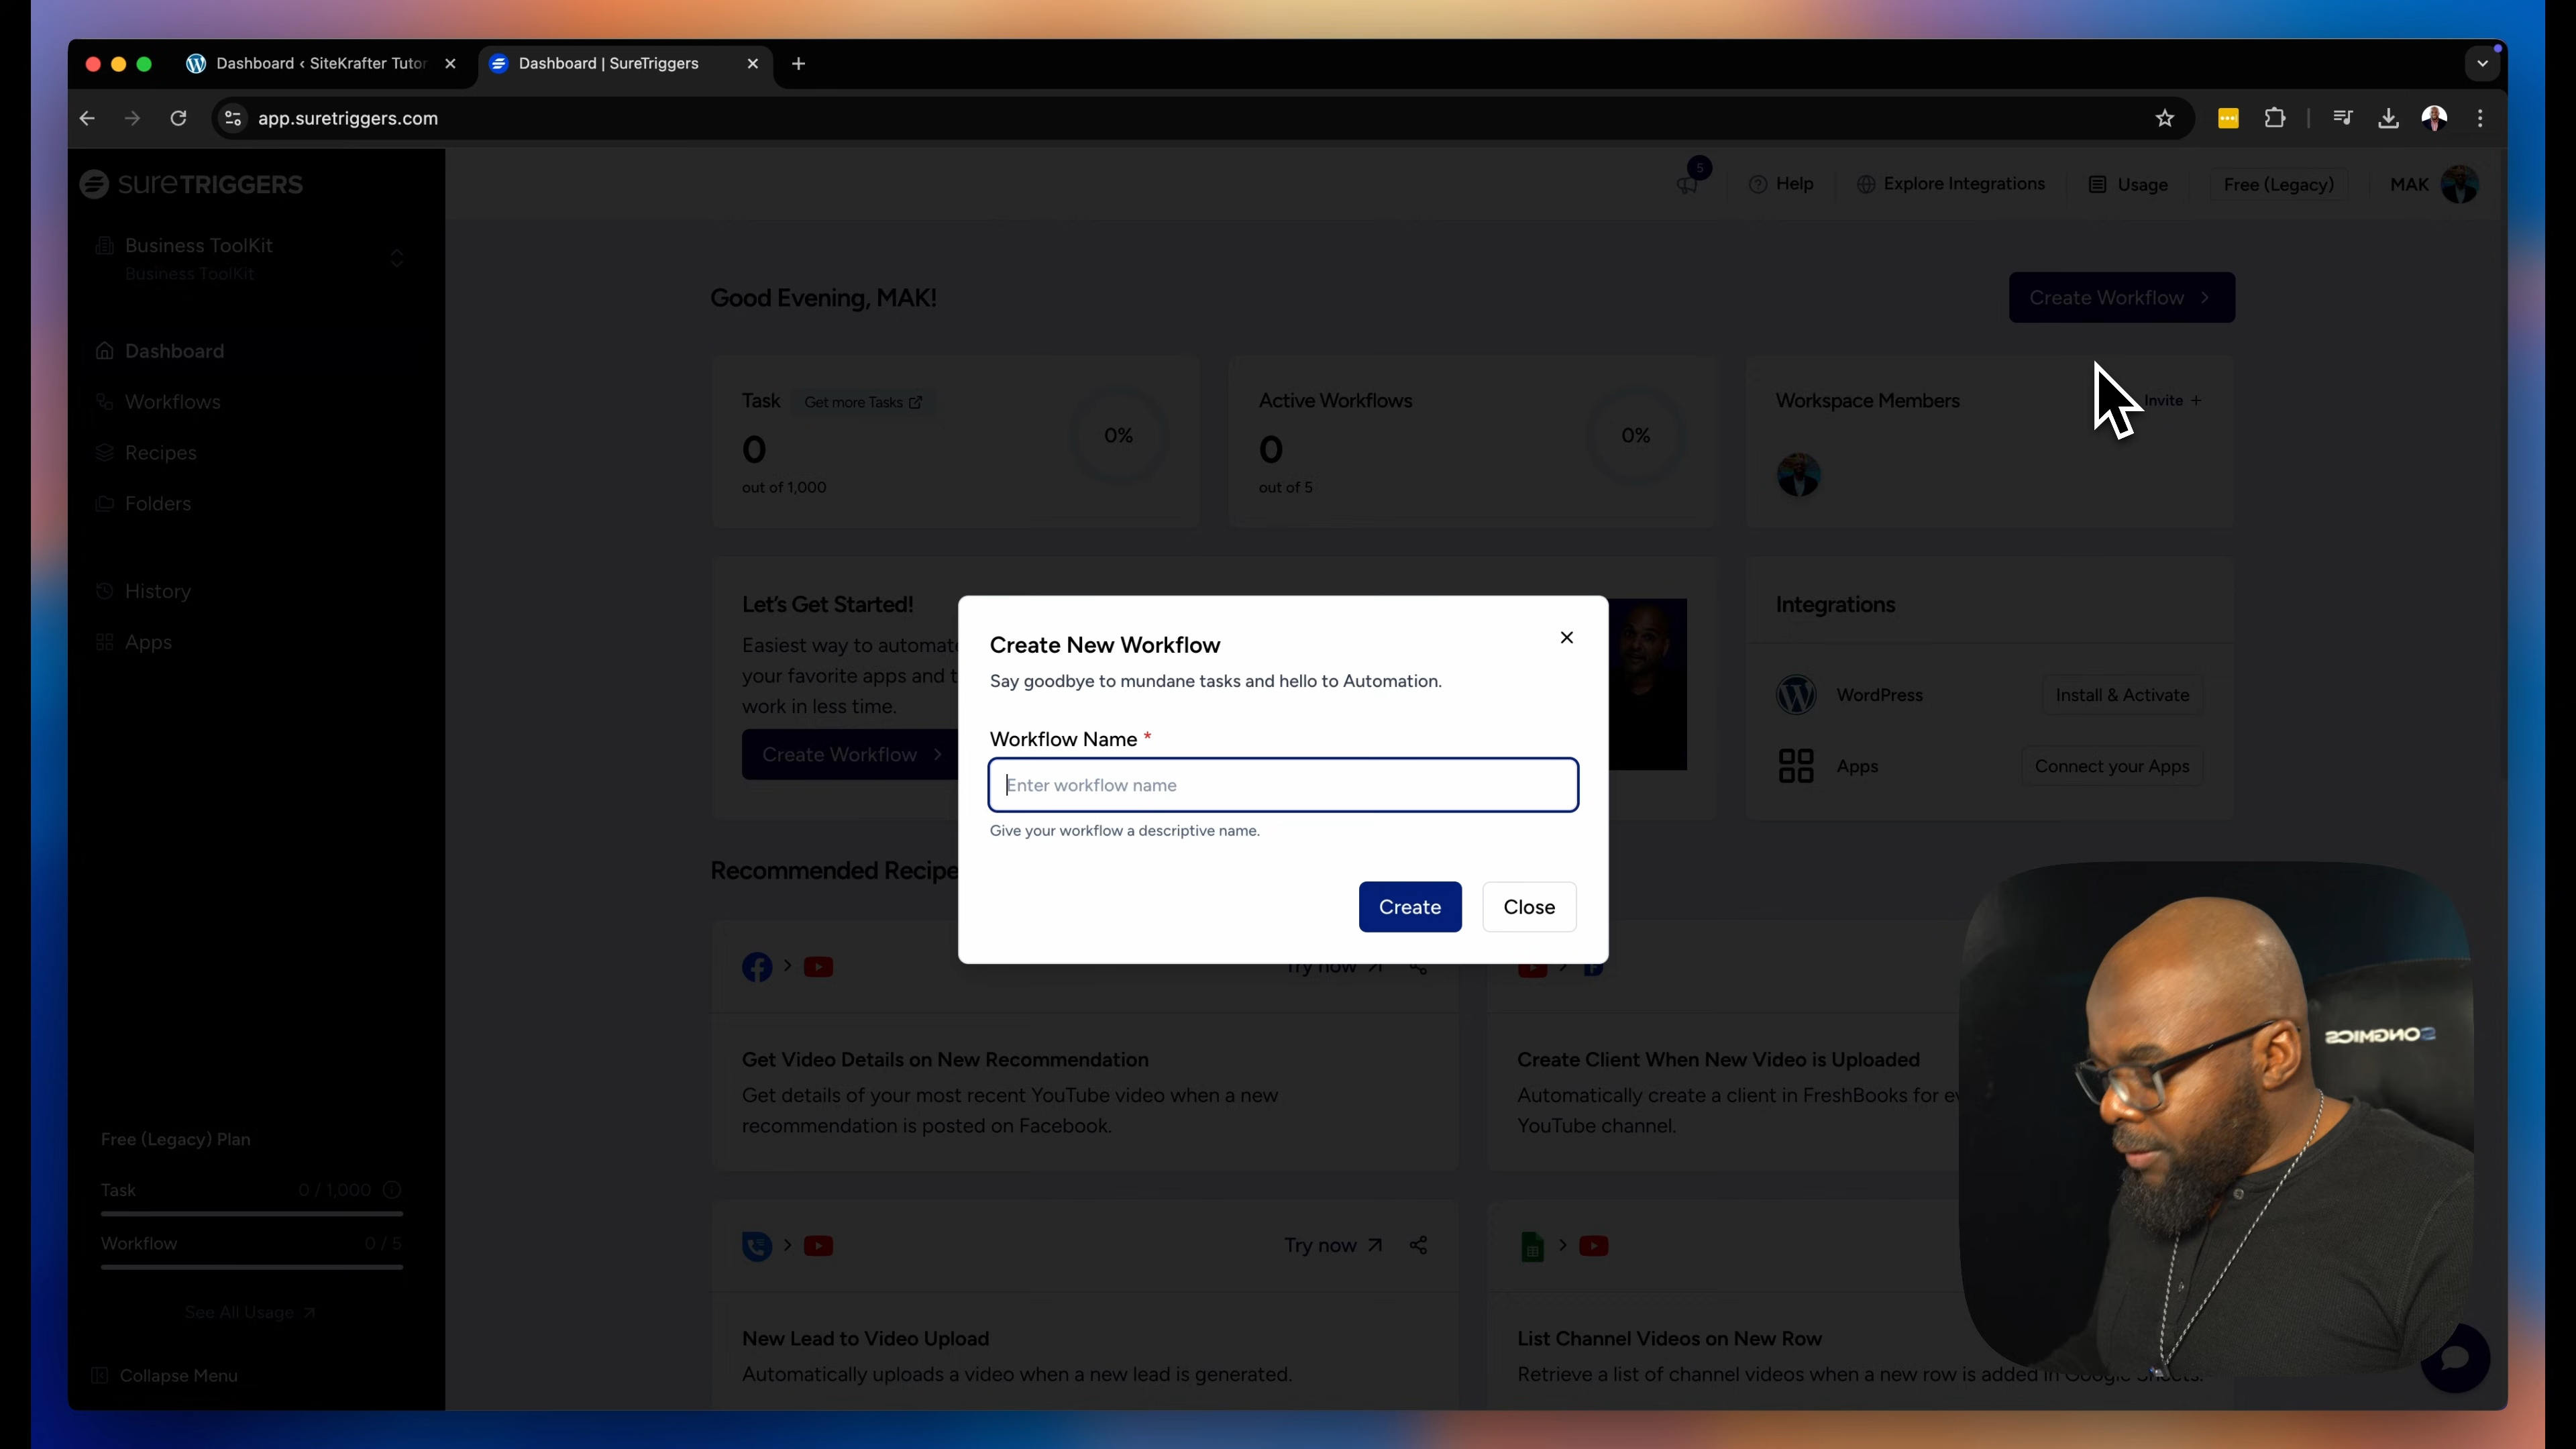 Dashboard ‹ SiteKrafter Tutor
Dashboard | SureTriggers
app.suretriggers.com
sureTRIGGERS
5
Help
Explore Integrations
Usage
Free (Legacy)
MAK
Business ToolKit
Business ToolKit
Dashboard
Workflows
Recipes
Folders
History
Apps
Good Evening, MAK!
Create Workflow
Task
Get more Tasks
0
out of 1,000
0%
Active Workflows
0
out of 5
0%
Workspace Members
Invite +
Let's Get Started!
Easiest way to automate
your favorite apps and
work in less time.
Create Workflow
Integrations
WordPress
Install & Activate
Apps
Connect your Apps
Create New Workflow
Say goodbye to mundane tasks and hello to Automation.
Workflow Name *
Enter workflow name
Give your workflow a descriptive name.
Create
Close
Recommended Recipe
Try now
Get Video Details on New Recommendation
Get details of your most recent YouTube video when a new
recommendation is posted on Facebook.
Create Client When New Video is Uploaded
Automatically create a client in FreshBooks for
YouTube channel.
Try now
New Lead to Video Upload
Automatically uploads a video when a new lead is generated.
List Channel Videos on New Row
Retrieve a list of channel videos when a new row is added in Google Sheets.
SONGMICS
Free (Legacy) Plan
Task
0 / 1,000
Workflow
0 / 5
See All Usage
Collapse Menu